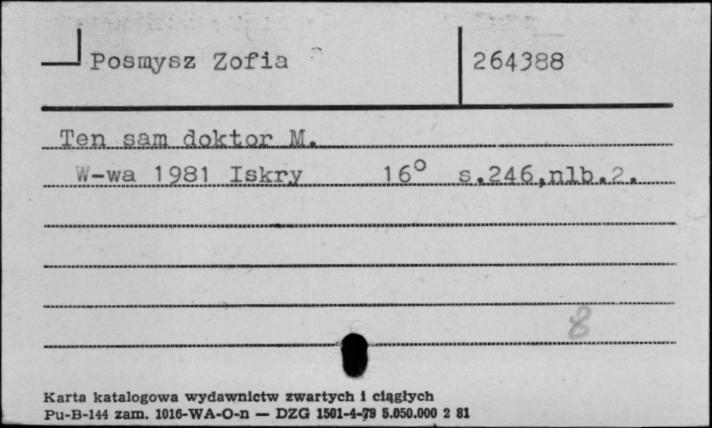 Posmysz Zofia 264388
Ten sam doktor M.
W-wa 1981 Iskry 16° s.246,nlb.2.
8
Karta katalogowa wydawnictw zwartych i ciągłych
Pu-B-144 zam. 1016-WA-O-n — DZG 1501-4-79 5.050.000 2 81